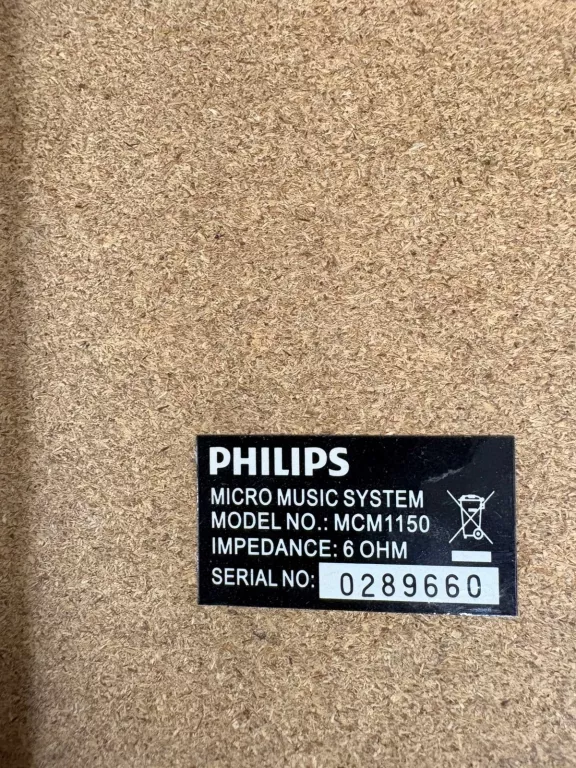 PHILIPS
MICRO MUSIC SYSTEM
MODEL NO.: MCM1150
IMPEDANCE: 6 OHM
SERIAL NO: 0289660